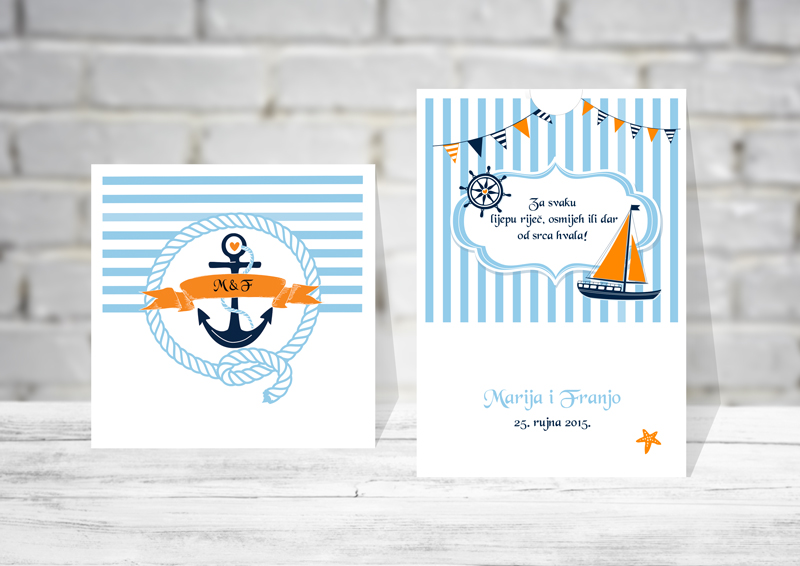 M & F
Za svaku
lijepu riječ, osmijeh ili dar
od srca hvala!
Marija i Franjo
25. rujna 2015.